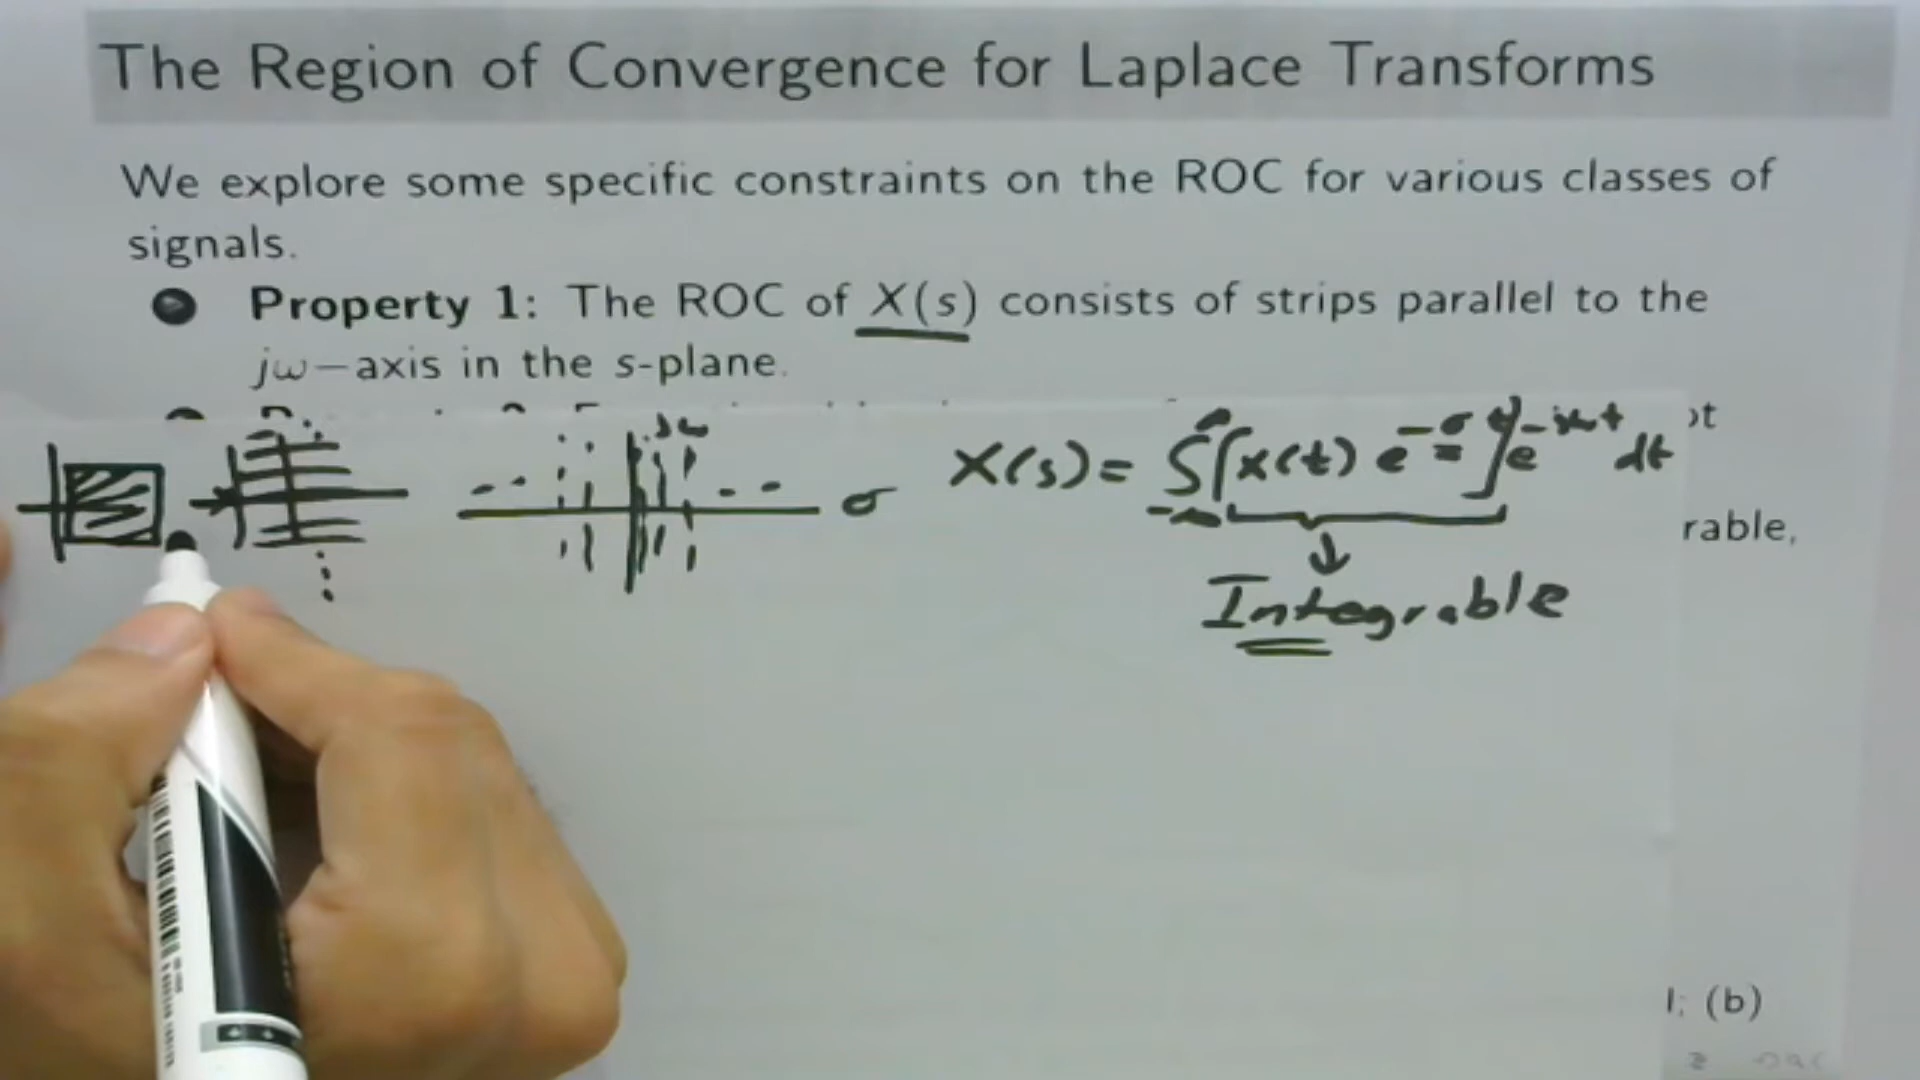 The Region of Convergence for Laplace Transforms
We explore some specific constraints on the ROC for various classes of
signals.
Property 1: The ROC of X(s) consists of strips parallel to the
jω−axis in the s-plane.
jω
σ
X(s) = ∫ [x(t) e^-σt] e^-jωt dt
-∞
Integrable
rable,
l; (b)